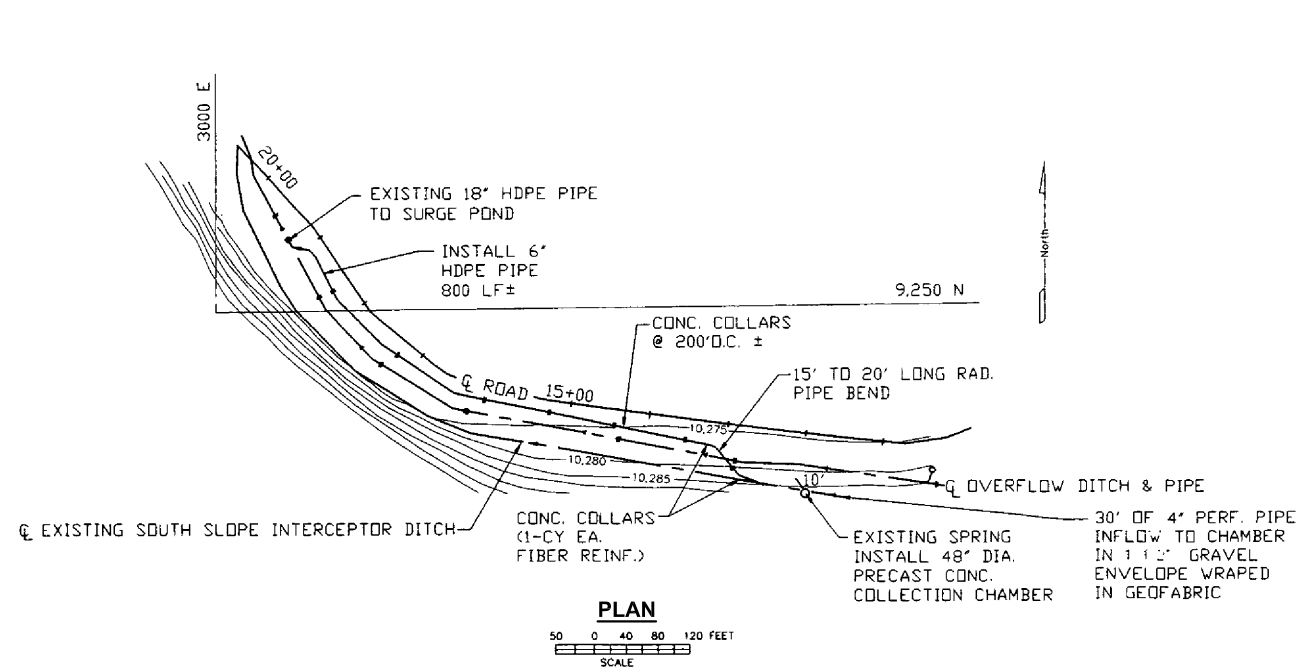 3000 E
20+00
EXISTING 18" HDPE PIPE
TO SURGE POND
INSTALL 6"
HDPE PIPE
800 LF±
9,250 N
North
CONC. COLLARS
@ 200'O.C. ±
15' TO 20' LONG RAD.
PIPE BEND
℄ ROAD
15+00
10,275
10,280
10,285
10'
℄ OVERFLOW DITCH & PIPE
℄ EXISTING SOUTH SLOPE INTERCEPTOR DITCH
CONC. COLLARS
(1-CY EA.
FIBER REINF.)
EXISTING SPRING
INSTALL 48" DIA.
PRECAST CONC.
COLLECTION CHAMBER
30' OF 4" PERF. PIPE
INFLOW TO CHAMBER
IN GRAVEL
ENVELOPE WRAPED
IN GEOFABRIC
PLAN
50 0 40 80 120 FEET
SCALE